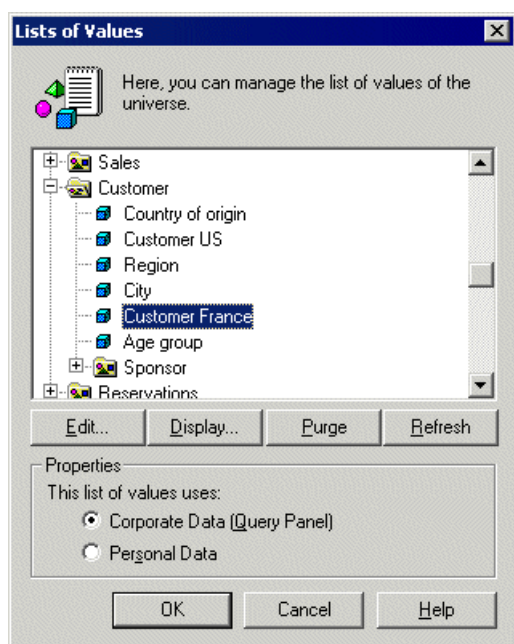 Lists of Values
Here, you can manage the list of values of the
universe.
Sales
Customer
Country of origin
Customer US
Region
City
Customer France
Age group
Sponsor
Reservations
Edit... Display... Purge Refresh
Properties
This list of values uses:
Corporate Data (Query Panel)
Personal Data
OK Cancel Help